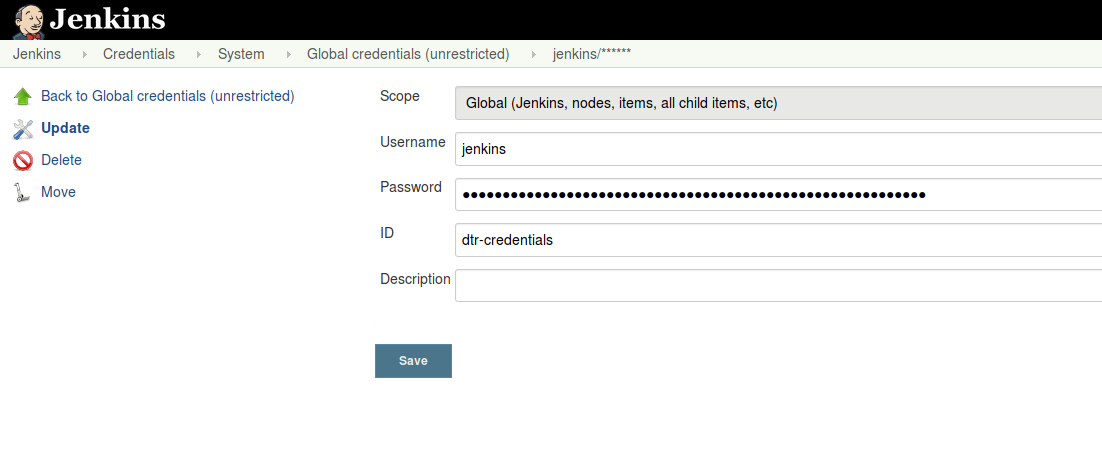 Jenkins
Jenkins Credentials System Global credentials (unrestricted) jenkins/******
Back to Global credentials (unrestricted)
Update
Delete
Move
Scope Global (Jenkins, nodes, items, all child items, etc)
Username jenkins
Password ••••••••••••••••••••••••••••••••••••••••••••••••••••••••••
ID dtr-credentials
Description
Save